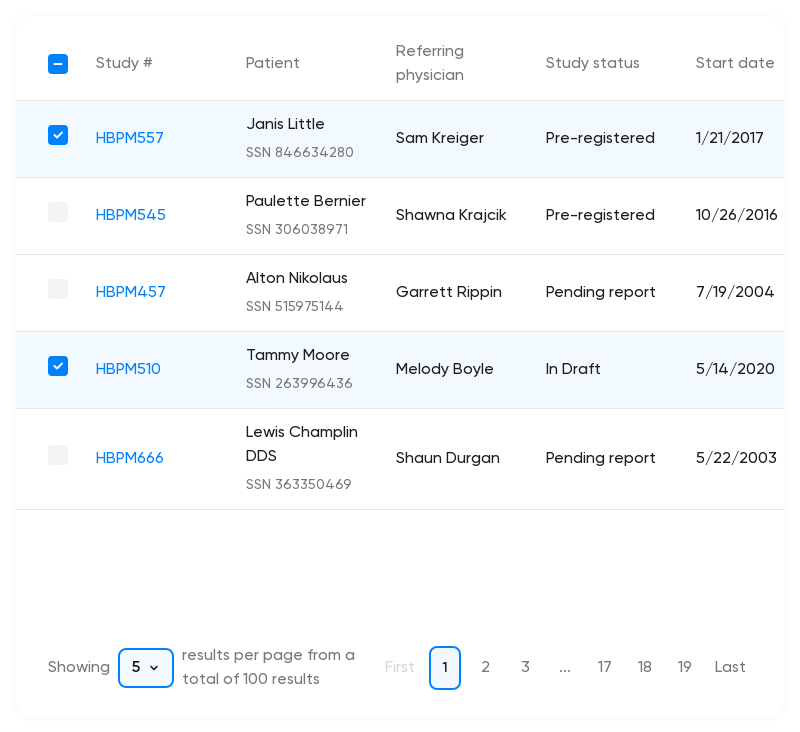 Study #
Patient
Referring
physician
Study status
Start date
HBPM557
Janis Little
SSN 846634280
Sam Kreiger
Pre-registered
1/21/2017
HBPM545
Paulette Bernier
SSN 306038971
Shawna Krajcik
Pre-registered
10/26/2016
HBPM457
Alton Nikolaus
SSN 515975144
Garrett Rippin
Pending report
7/19/2004
HBPM510
Tammy Moore
SSN 263996436
Melody Boyle
In Draft
5/14/2020
HBPM666
Lewis Champlin
DDS
SSN 363350469
Shaun Durgan
Pending report
5/22/2003
Showing
5
results per page from a
total of 100 results
First
1
2
3
...
17
18
19
Last